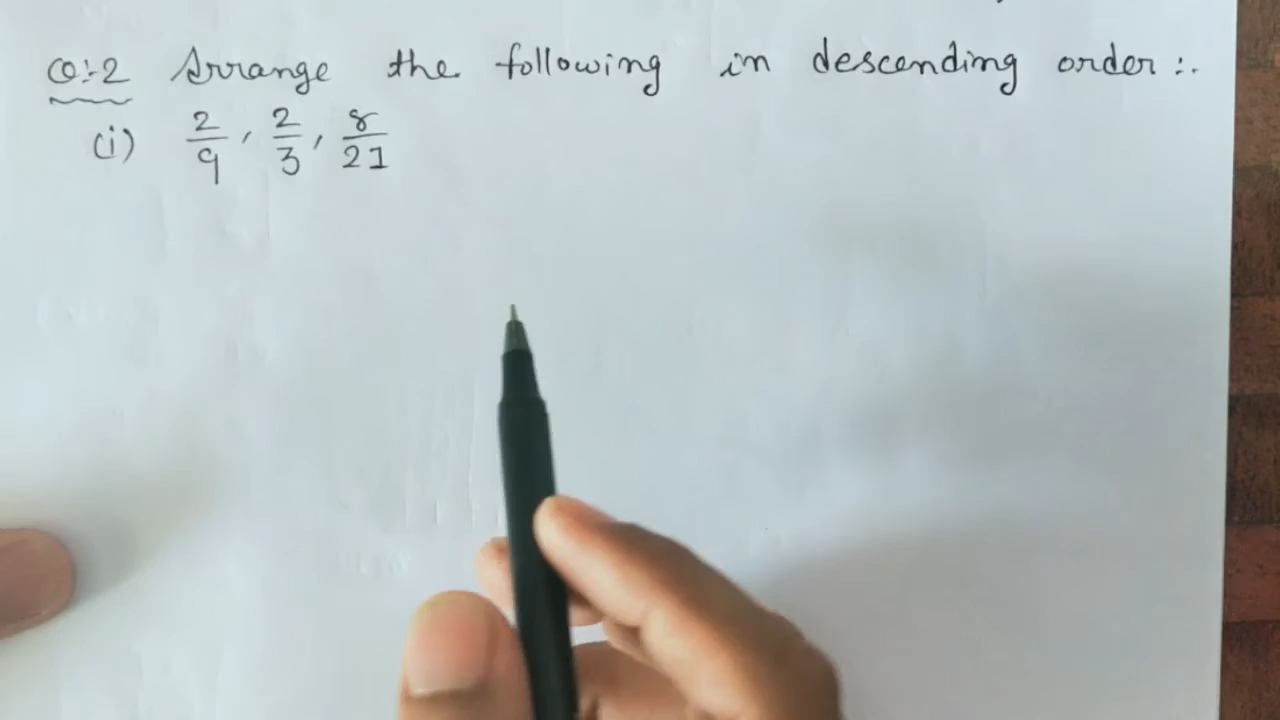 Q:-2 Arrange the following in descending order :-
(i) 2/9, 2/3, 8/21